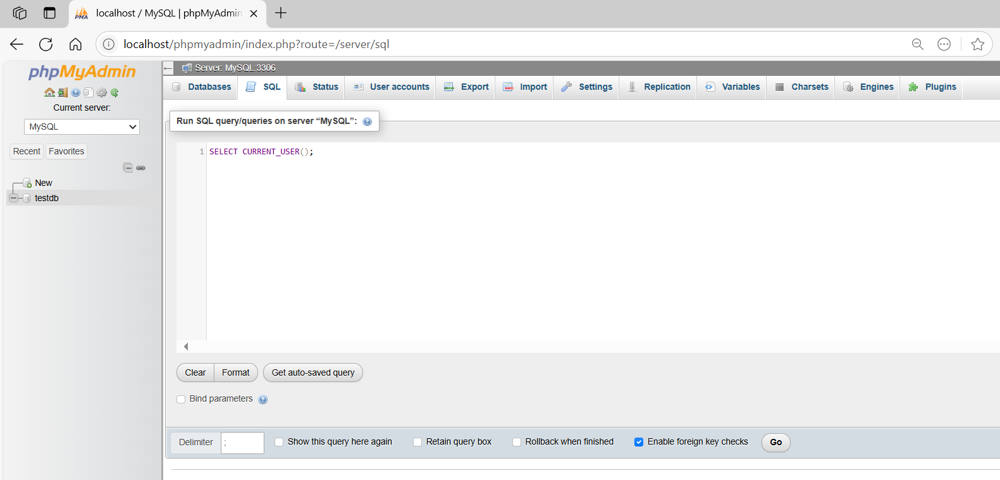 localhost / MySQL | phpMyAdmin
localhost/phpmyadmin/index.php?route=/server/sql
phpMyAdmin
Current server:
MySQL
Recent Favorites
New
testdb
Server: MySQL:3306
Databases SQL Status User accounts Export Import Settings Replication Variables Charsets Engines Plugins
Run SQL query/queries on server “MySQL”:
1 SELECT CURRENT_USER();
Clear Format Get auto-saved query
Bind parameters
Delimiter ; Show this query here again Retain query box Rollback when finished Enable foreign key checks Go